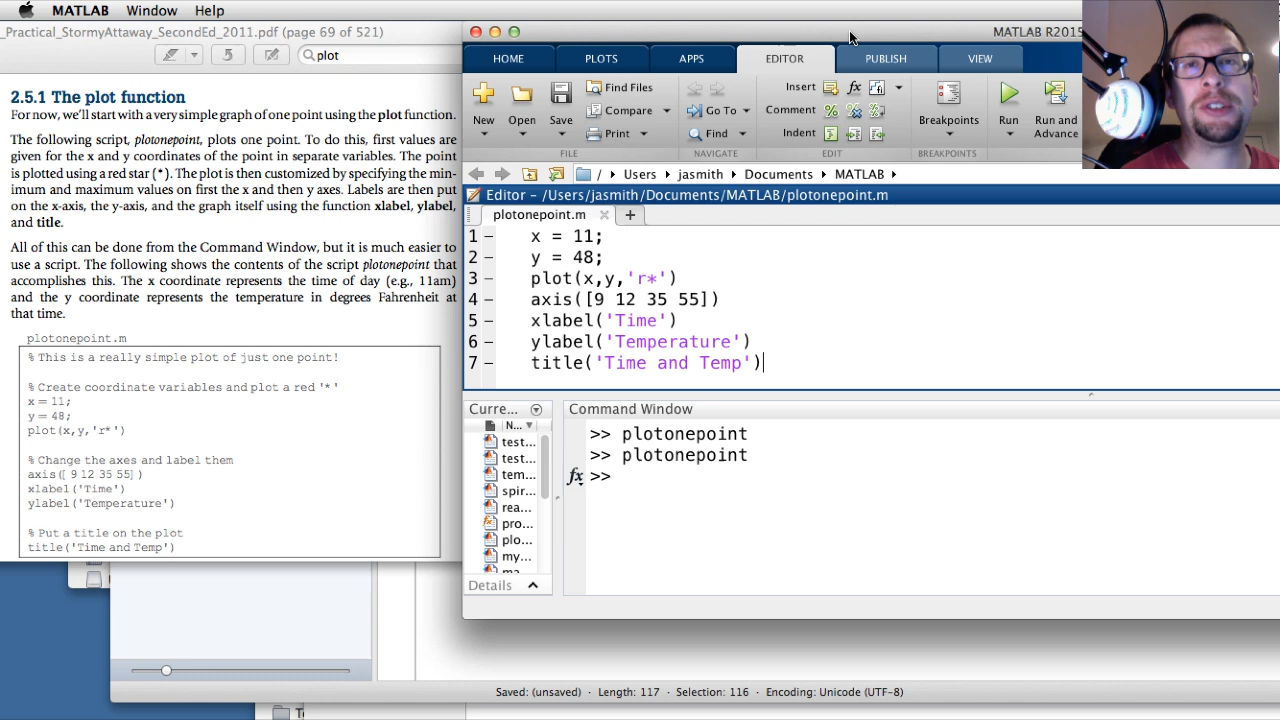 MATLAB Window Help
_Practical_StormyAttaway_SecondEd_2011.pdf (page 69 of 521)
plot
2.5.1 The plot function
For now, we'll start with a very simple graph of one point using the plot function.
The following script, plotonepoint, plots one point. To do this, first values are
given for the x and y coordinates of the point in separate variables. The point
is plotted using a red star (*). The plot is then customized by specifying the min-
imum and maximum values on first the x and then y axes. Labels are then put
on the x-axis, the y-axis, and the graph itself using the function xlabel, ylabel,
and title.
All of this can be done from the Command Window, but it is much easier to
use a script. The following shows the contents of the script plotonepoint that
accomplishes this. The x coordinate represents the time of day (e.g., 11am)
and the y coordinate represents the temperature in degrees Fahrenheit at
that time.
plotonepoint.m
% This is a really simple plot of just one point!
% Create coordinate variables and plot a red '*'
x = 11;
y = 48;
plot(x,y,'r*')
% Change the axes and label them
axis([ 9 12 35 55] )
xlabel('Time')
ylabel('Temperature')
% Put a title on the plot
title('Time and Temp')
MATLAB R2015
HOME PLOTS APPS EDITOR PUBLISH VIEW
New Open Save
Find Files
Compare
Print
FILE
Go To
Find
NAVIGATE
Insert fx
Comment
Indent
EDIT
Breakpoints
BREAKPOINTS
Run Run and
Advance
/ Users jasmith Documents MATLAB
Editor – /Users/jasmith/Documents/MATLAB/plotonepoint.m
plotonepoint.m × +
1 – x = 11;
2 – y = 48;
3 – plot(x,y,'r*')
4 – axis([9 12 35 55])
5 – xlabel('Time')
6 – ylabel('Temperature')
7 – title('Time and Temp')
Curre...
N...
test...
test...
tem...
spir...
rea...
pro...
plo...
my...
Details
Command Window
>> plotonepoint
>> plotonepoint
fx >>
Saved: (unsaved) Length: 117 Selection: 116 Encoding: Unicode (UTF-8)